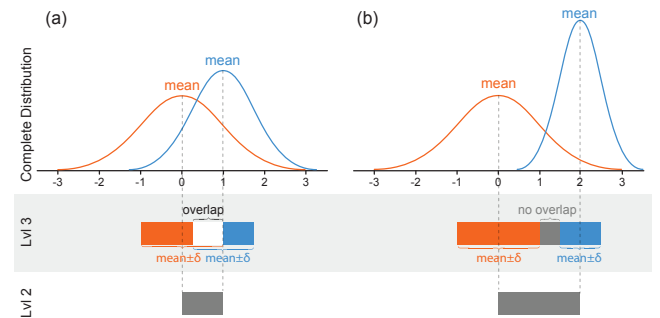 (a)
(b)
mean
mean
mean
mean
Complete Distribution
-3 -2 -1 0 1 2 3
-3 -2 -1 0 1 2 3
Lvl 3
overlap
no overlap
mean±δ mean±δ
mean±δ mean±δ
Lvl 2